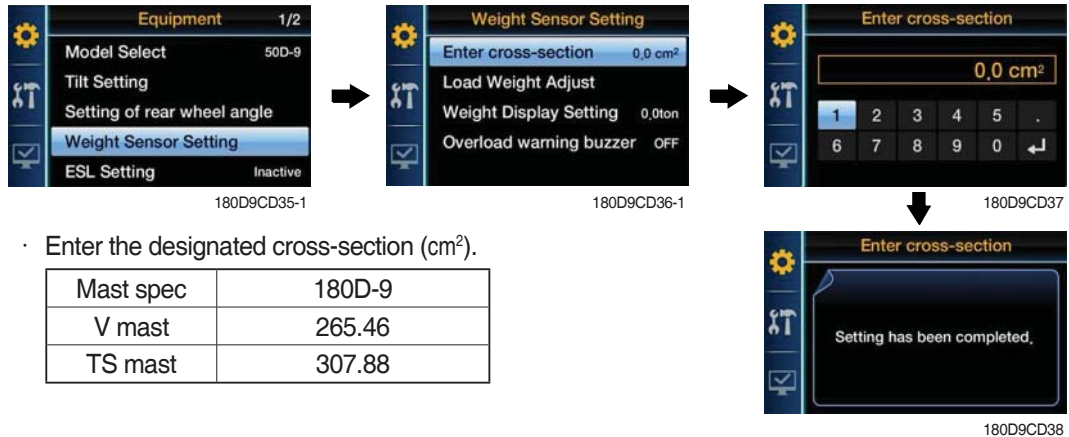 Equipment 1/2
Model Select 50D-9
Tilt Setting
Setting of rear wheel angle
Weight Sensor Setting
ESL Setting Inactive
180D9CD35-1
Weight Sensor Setting
Enter cross-section 0.0 cm²
Load Weight Adjust
Weight Display Setting 0.0ton
Overload warning buzzer OFF
180D9CD36-1
Enter cross-section
0.0 cm²
1 2 3 4 5 .
6 7 8 9 0 ↵
180D9CD37
· Enter the designated cross-section (cm²).
Mast spec 180D-9
V mast 265.46
TS mast 307.88
Enter cross-section
Setting has been completed.
180D9CD38